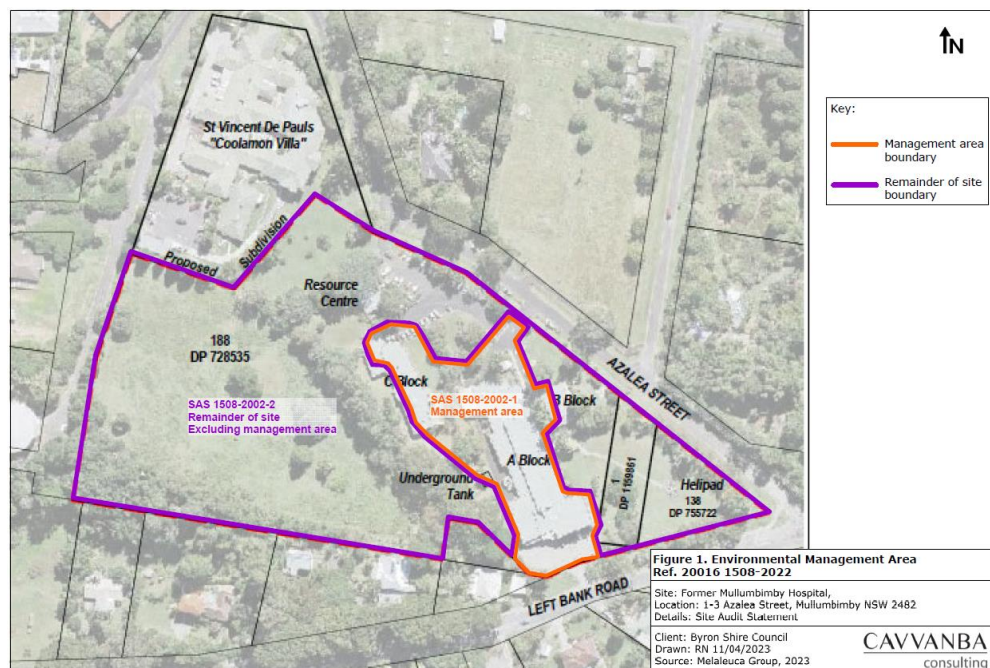 N
Key:
Management area
boundary
Remainder of site
boundary
St Vincent De Pauls
"Coolamon Villa"
Proposed Subdivision
Resource
Centre
188
DP 728535
AZALEA STREET
C Block
SAS 1508-2002-1
Management area
B Block
SAS 1508-2002-2
Remainder of site
Excluding management area
A Block
Underground
Tank
1
DP 1159861
Helipad
138
DP 755722
LEFT BANK ROAD
Figure 1. Environmental Management Area
Ref. 20016 1508-2022
Site: Former Mullumbimby Hospital,
Location: 1-3 Azalea Street, Mullumbimby NSW 2482
Details: Site Audit Statement
Client: Byron Shire Council
Drawn: RN 11/04/2023
Source: Melaleuca Group, 2023
CAVVANBA
consulting